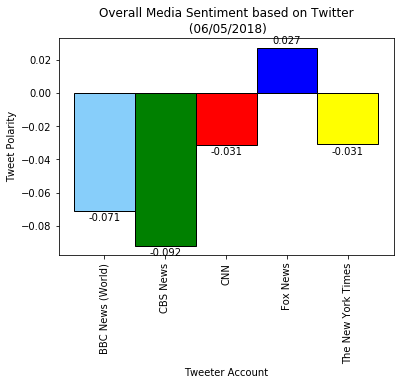 Overall Media Sentiment based on Twitter
(06/05/2018)
0.027
0.02
0.00
−0.02
-0.031
-0.031
−0.04
−0.06
-0.071
−0.08
-0.092
Tweet Polarity
BBC News (World)
CBS News
CNN
Fox News
The New York Times
Tweeter Account